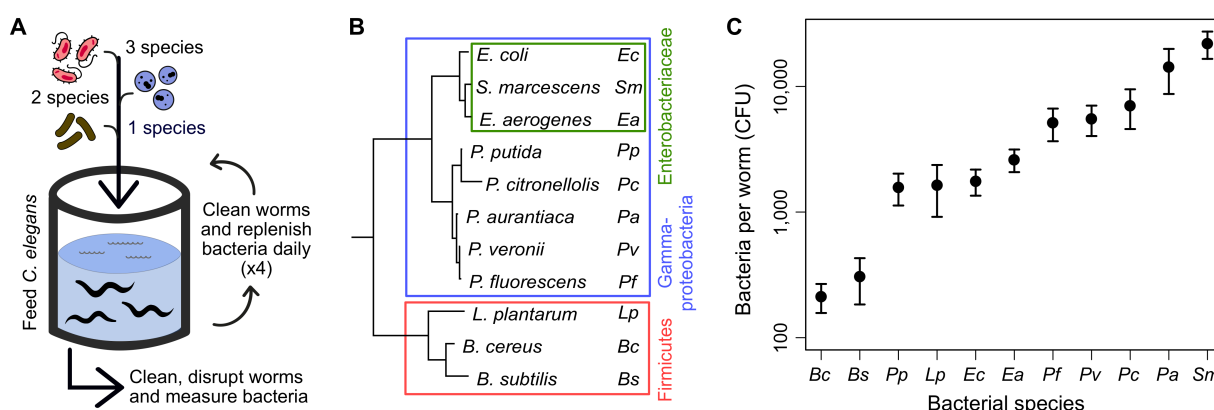 A
3 species
2 species
1 species
Feed C. elegans
Clean worms
and replenish
bacteria daily
(x4)
Clean, disrupt worms
and measure bacteria
B
E. coli Ec
S. marcescens Sm
E. aerogenes Ea
P. putida Pp
P. citronellolis Pc
P. aurantiaca Pa
P. veronii Pv
P. fluorescens Pf
L. plantarum Lp
B. cereus Bc
B. subtilis Bs
Enterobacteriaceae
Gamma-
proteobacteria
Firmicutes
C
Bacteria per worm (CFU)
10,000
1,000
100
Bc Bs Pp Lp Ec Ea Pf Pv Pc Pa Sm
Bacterial species